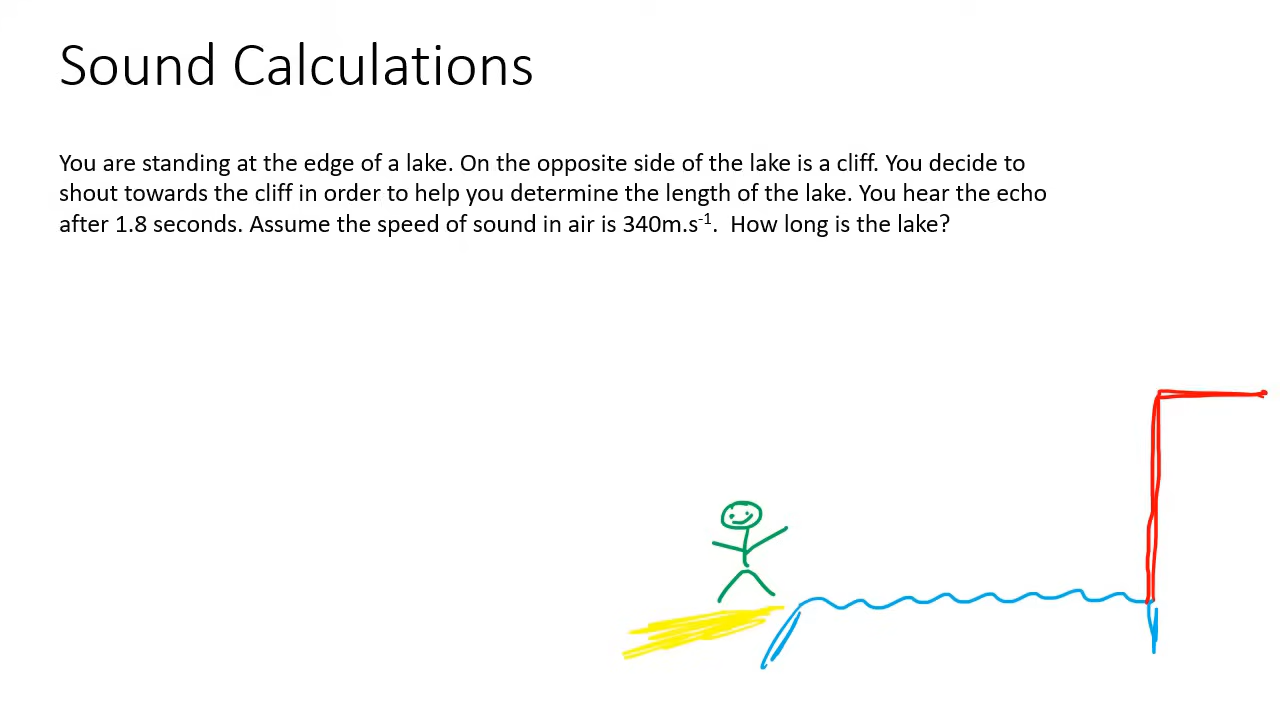 Sound Calculations
You are standing at the edge of a lake. On the opposite side of the lake is a cliff. You decide to
shout towards the cliff in order to help you determine the length of the lake. You hear the echo
after 1.8 seconds. Assume the speed of sound in air is 340m.s⁻¹.  How long is the lake?